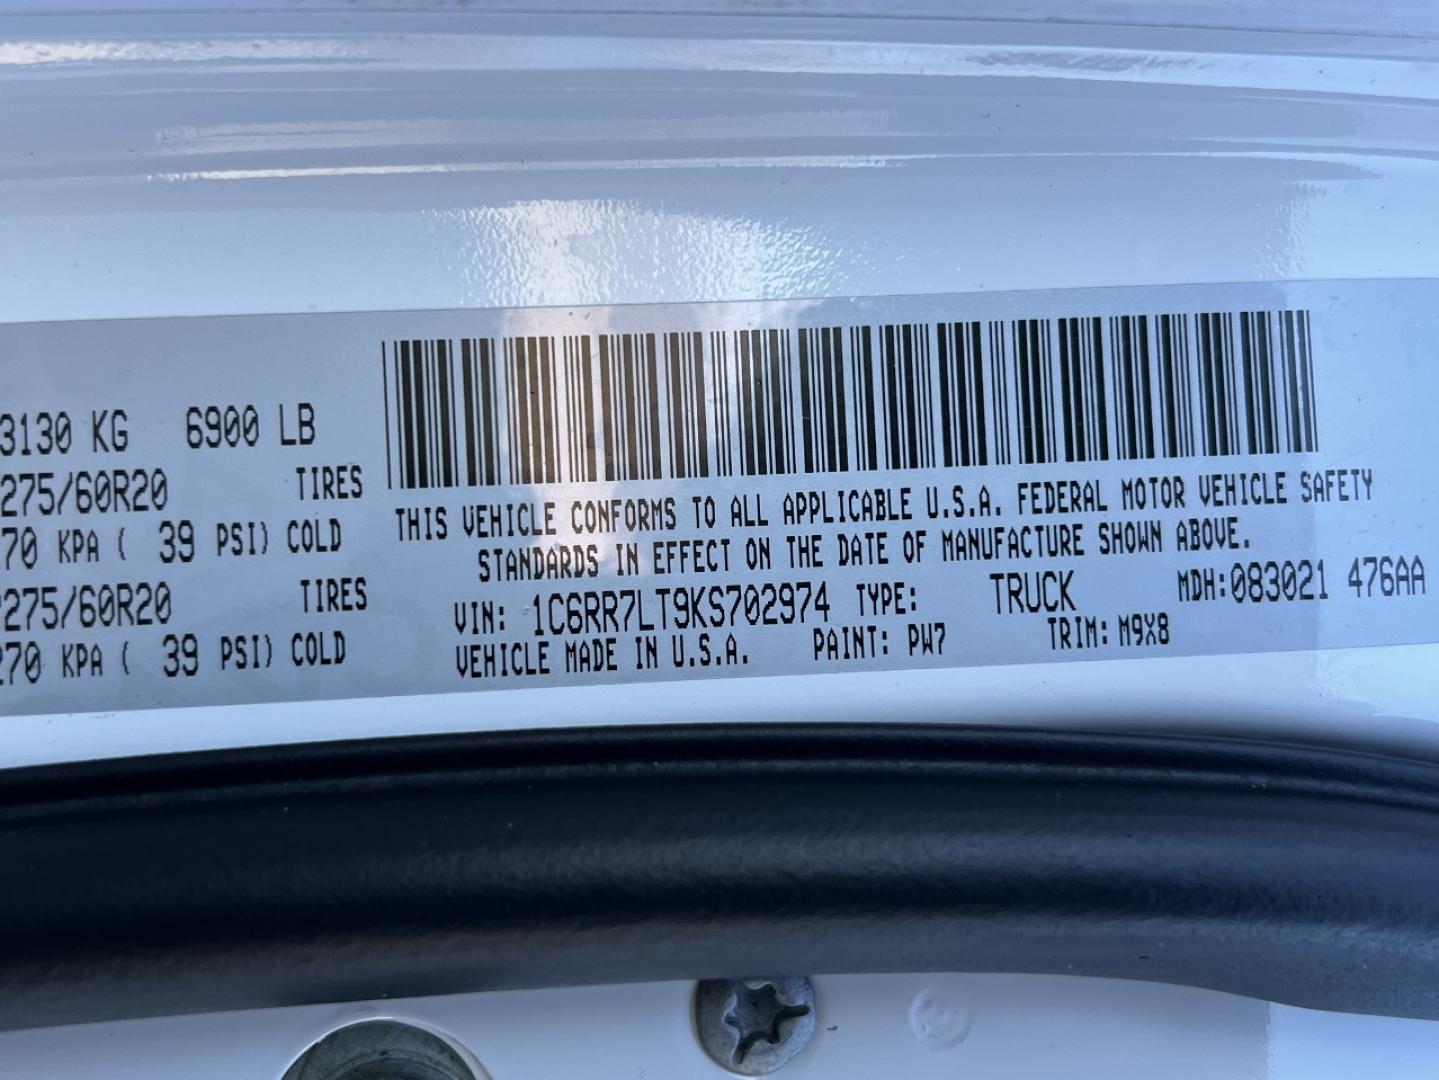 3130 KG 6900 LB
275/60R20 TIRES
70 KPA ( 39 PSI) COLD
275/60R20 TIRES
270 KPA ( 39 PSI) COLD
THIS VEHICLE CONFORMS TO ALL APPLICABLE U.S.A. FEDERAL MOTOR VEHICLE SAFETY
STANDARDS IN EFFECT ON THE DATE OF MANUFACTURE SHOWN ABOVE.
VIN: 1C6RR7LT9KS702974 TYPE: TRUCK MDH:083021 476AA
VEHICLE MADE IN U.S.A. PAINT: PW7 TRIM: M9X8